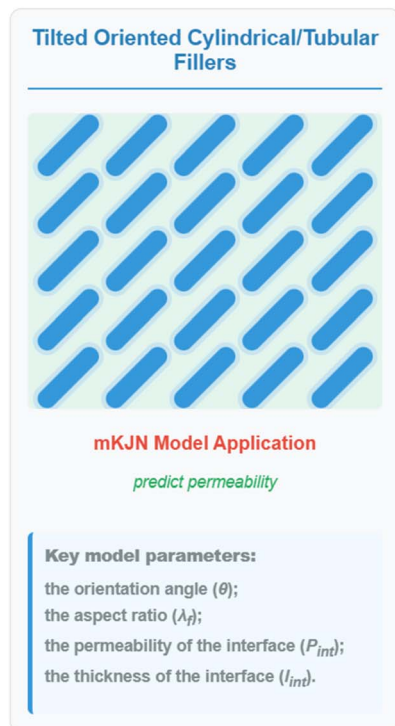 Tilted Oriented Cylindrical/Tubular
Fillers
mKJN Model Application
predict permeability
Key model parameters:
the orientation angle (θ);
the aspect ratio (λf);
the permeability of the interface (Pint);
the thickness of the interface (lint).